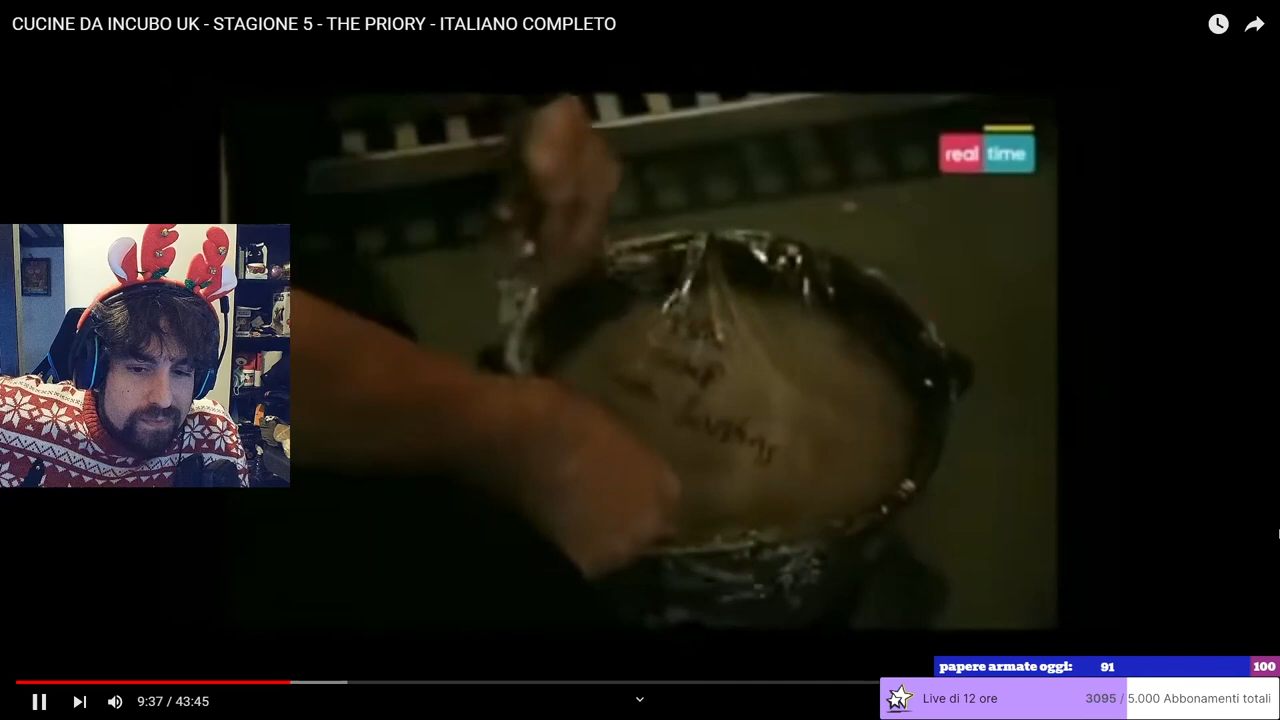 CUCINE DA INCUBO UK - STAGIONE 5 - THE PRIORY - ITALIANO COMPLETO
real time
papere armate oggi: 91 100
Live di 12 ore 3095 / 5.000 Abbonamenti totali
9:37 / 43:45